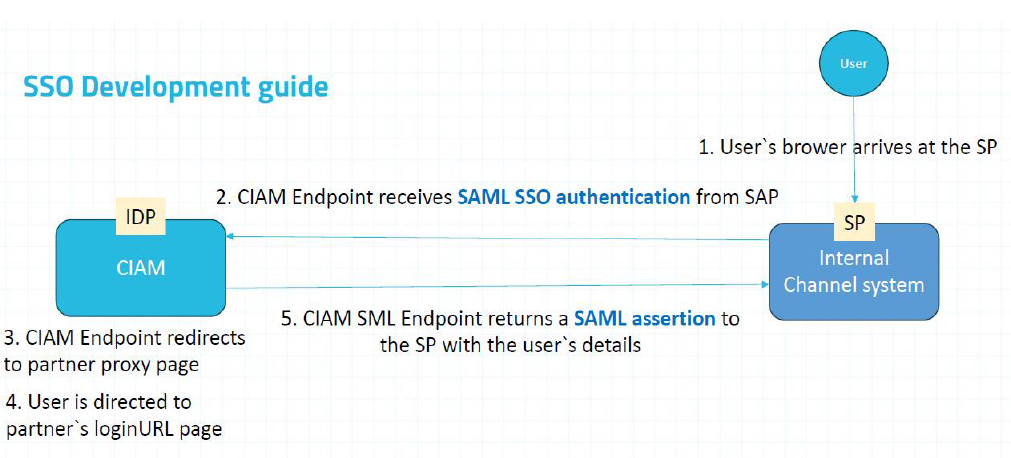 User
SSO Development guide
1. User`s brower arrives at the SP
2. CIAM Endpoint receives SAML SSO authentication from SAP
IDP
SP
CIAM
Internal
Channel system
5. CIAM SML Endpoint returns a SAML assertion to
the SP with the user`s details
3. CIAM Endpoint redirects
to partner proxy page
4. User is directed to
partner`s loginURL page